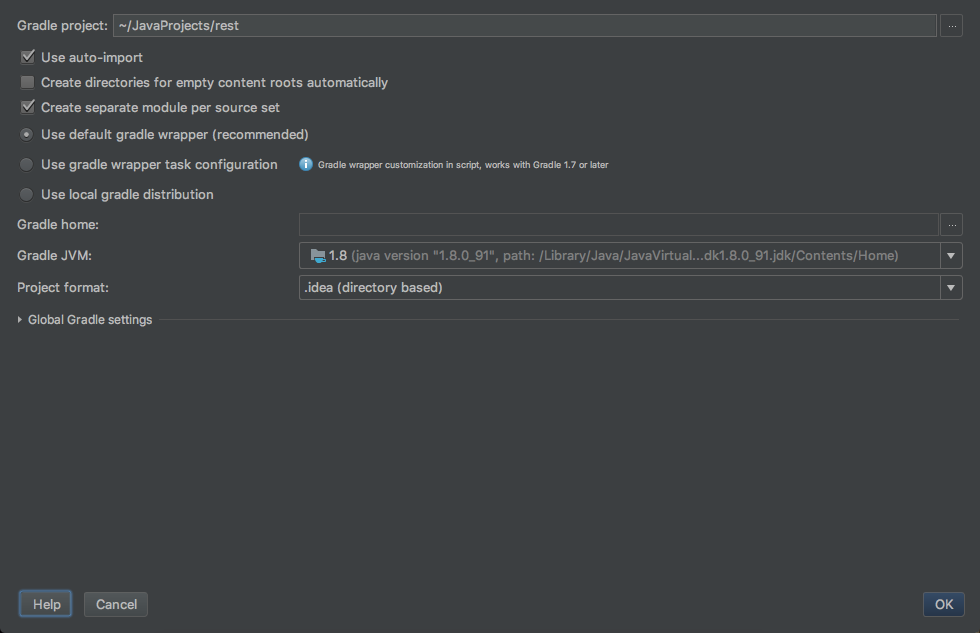 Gradle project: ~/JavaProjects/rest ...
Use auto-import
Create directories for empty content roots automatically
Create separate module per source set
Use default gradle wrapper (recommended)
Use gradle wrapper task configuration Gradle wrapper customization in script, works with Gradle 1.7 or later
Use local gradle distribution
Gradle home: ...
Gradle JVM: 1.8 (java version "1.8.0_91", path: /Library/Java/JavaVirtual...dk1.8.0_91.jdk/Contents/Home)
Project format: .idea (directory based)
Global Gradle settings
Help Cancel OK